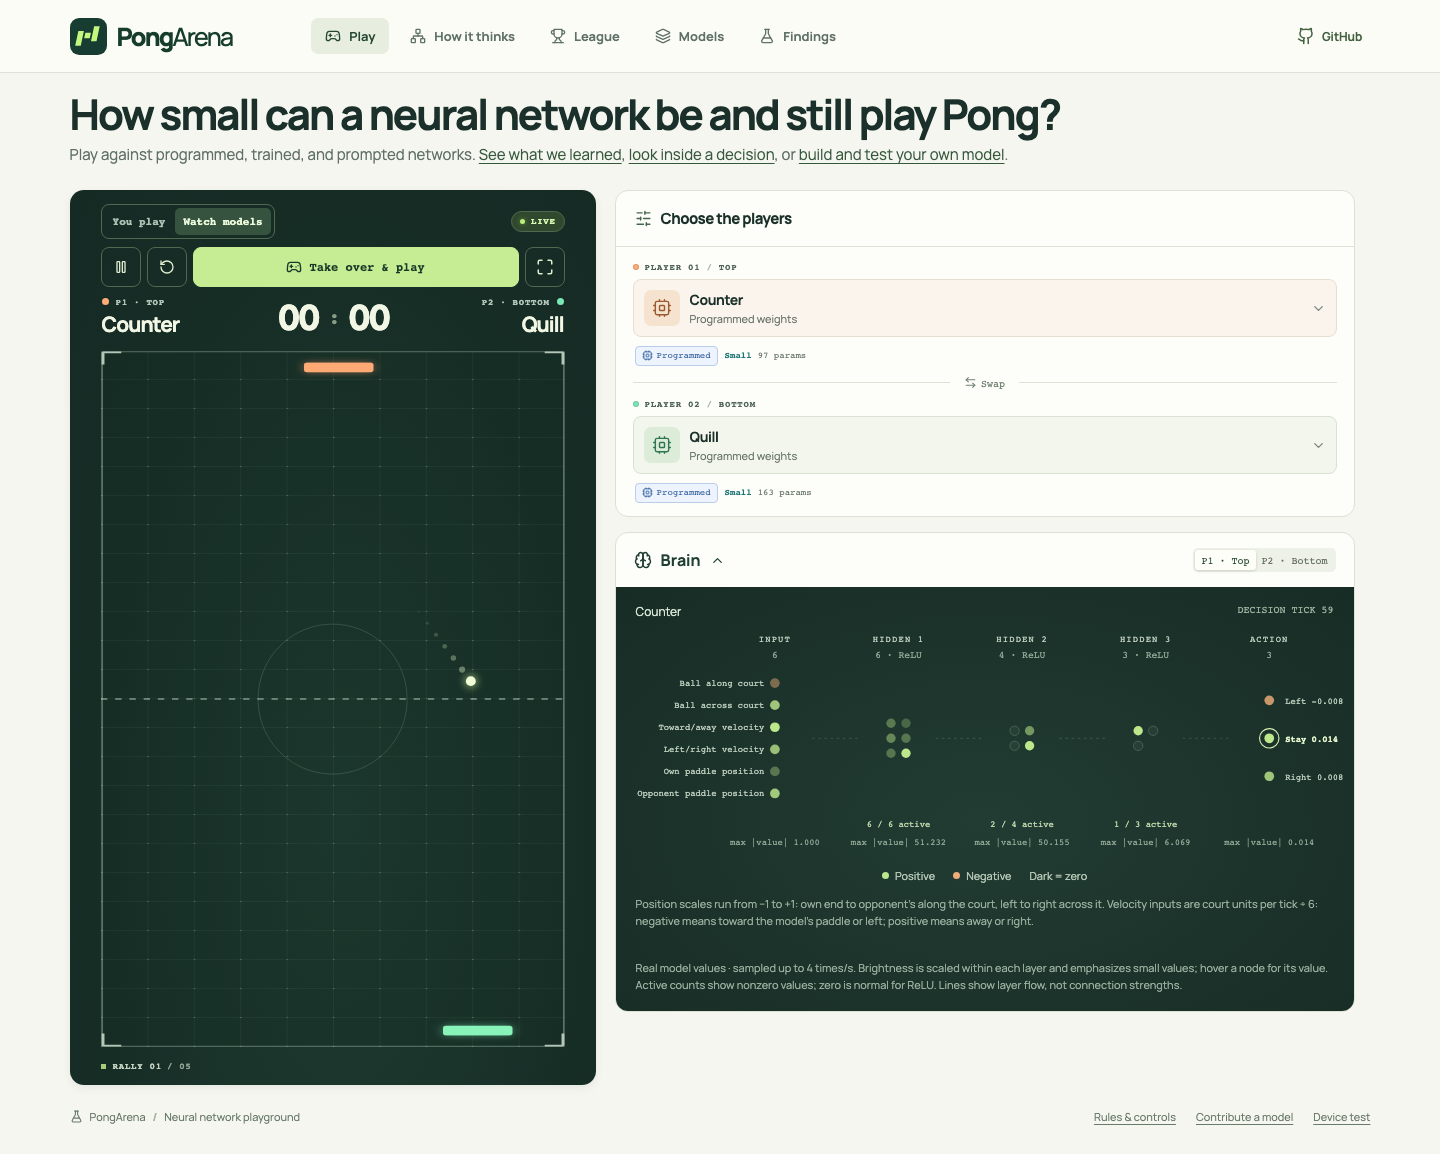 PongArena
Play
How it thinks
League
Models
Findings
GitHub
How small can a neural network be and still play Pong?
Play against programmed, trained, and prompted networks. See what we learned, look inside a decision, or build and test your own model.
You play
Watch models
LIVE
Take over & play
P1 · TOP
P2 · BOTTOM
Counter
00 : 00
Quill
RALLY 01 / 05
Choose the players
PLAYER 01 / TOP
Counter
Programmed weights
Programmed
Small 97 params
Swap
PLAYER 02 / BOTTOM
Quill
Programmed weights
Programmed
Small 163 params
Brain
P1 · Top
P2 · Bottom
Counter
DECISION TICK 59
INPUT
HIDDEN 1
HIDDEN 2
HIDDEN 3
ACTION
6
6 · ReLU
4 · ReLU
3 · ReLU
3
Ball along court
Ball across court
Toward/away velocity
Left/right velocity
Own paddle position
Opponent paddle position
Left −0.008
Stay 0.014
Right 0.008
6 / 6 active
2 / 4 active
1 / 3 active
max |value| 1.000
max |value| 51.232
max |value| 50.155
max |value| 6.069
max |value| 0.014
Positive
Negative
Dark = zero
Position scales run from −1 to +1: own end to opponent's along the court, left to right across it. Velocity inputs are court units per tick ÷ 6:
negative means toward the model's paddle or left; positive means away or right.
Real model values · sampled up to 4 times/s. Brightness is scaled within each layer and emphasizes small values; hover a node for its value.
Active counts show nonzero values; zero is normal for ReLU. Lines show layer flow, not connection strengths.
PongArena / Neural network playground
Rules & controls
Contribute a model
Device test